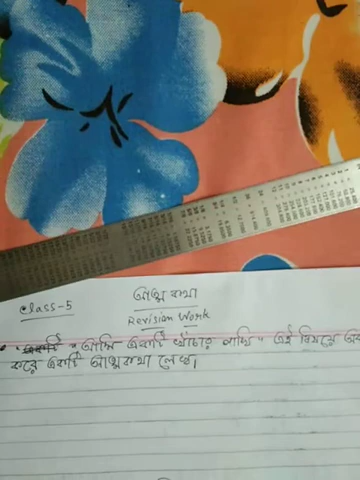 আত্মকথা
Class-5
Revision Work
"আমি একটি খাঁচার পাখি" এই বিষয়ে
করে একটি আত্মকথা লেখো।